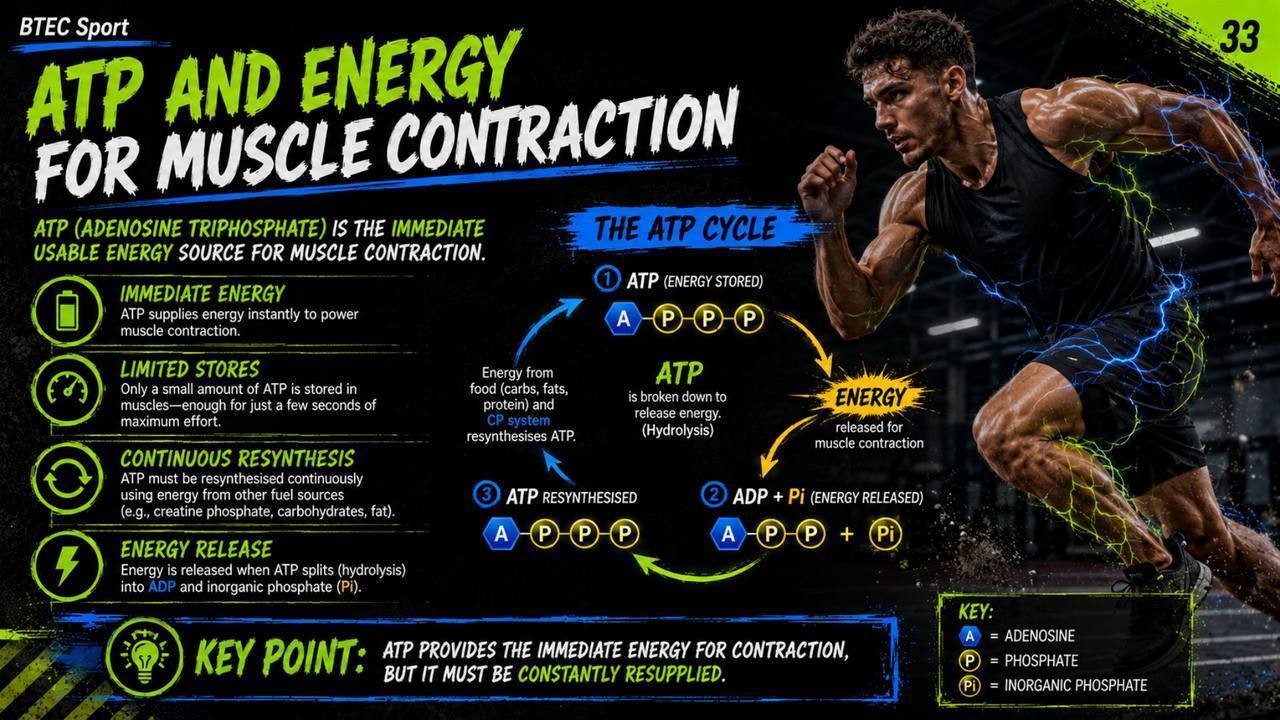 BTEC Sport
33
ATP AND ENERGY
FOR MUSCLE CONTRACTION
ATP (ADENOSINE TRIPHOSPHATE) IS THE IMMEDIATE
USABLE ENERGY SOURCE FOR MUSCLE CONTRACTION.
IMMEDIATE ENERGY
ATP supplies energy instantly to power
muscle contraction.
LIMITED STORES
Only a small amount of ATP is stored in
muscles—enough for just a few seconds of
maximum effort.
CONTINUOUS RESYNTHESIS
ATP must be resynthesised continuously
using energy from other fuel sources
(e.g., creatine phosphate, carbohydrates, fat).
ENERGY RELEASE
Energy is released when ATP splits (hydrolysis)
into ADP and inorganic phosphate (Pi).
THE ATP CYCLE
1 ATP (ENERGY STORED)
A P P P
ATP
is broken down to
release energy.
(Hydrolysis)
ENERGY
released for
muscle contraction
2 ADP + Pi (ENERGY RELEASED)
A P P + Pi
3 ATP RESYNTHESISED
A P P P
Energy from
food (carbs, fats,
protein) and
CP system
resynthesises ATP.
KEY POINT:
ATP PROVIDES THE IMMEDIATE ENERGY FOR CONTRACTION,
BUT IT MUST BE CONSTANTLY RESUPPLIED.
KEY:
A = ADENOSINE
P = PHOSPHATE
Pi = INORGANIC PHOSPHATE